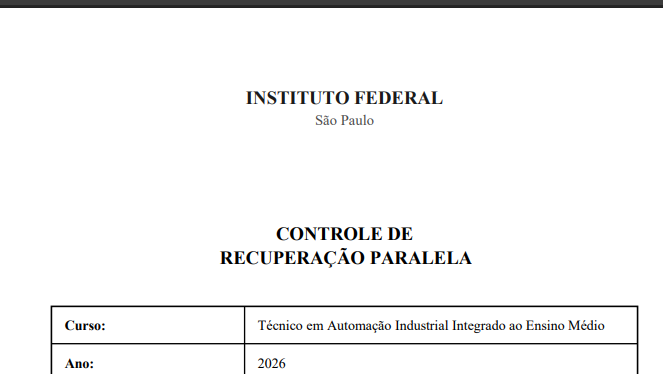 INSTITUTO FEDERAL
São Paulo
CONTROLE DE
RECUPERAÇÃO PARALELA
Curso: Técnico em Automação Industrial Integrado ao Ensino Médio
Ano: 2026